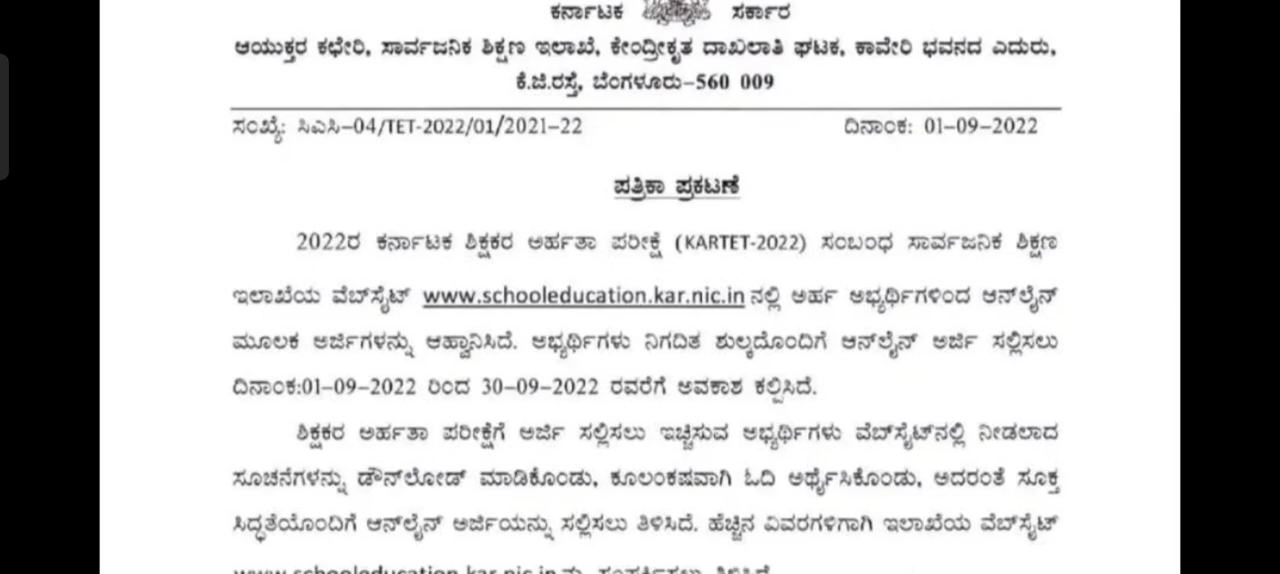 ಕರ್ನಾಟಕ ಸರ್ಕಾರ
ಆಯುಕ್ತರ ಕಛೇರಿ, ಸಾರ್ವಜನಿಕ ಶಿಕ್ಷಣ ಇಲಾಖೆ, ಕೇಂದ್ರೀಕೃತ ದಾಖಲಾತಿ ಘಟಕ, ಕಾವೇರಿ ಭವನದ ಎದುರು,
ಕೆ.ಜಿ.ರಸ್ತೆ, ಬೆಂಗಳೂರು-560 009
ಸಂಖ್ಯೆ: ಸಿಎಸಿ-04/TET-2022/01/2021-22 ದಿನಾಂಕ: 01-09-2022
ಪತ್ರಿಕಾ ಪ್ರಕಟಣೆ
2022ರ ಕರ್ನಾಟಕ ಶಿಕ್ಷಕರ ಅರ್ಹತಾ ಪರೀಕ್ಷೆ (KARTET-2022) ಸಂಬಂಧ ಸಾರ್ವಜನಿಕ ಶಿಕ್ಷಣ
ಇಲಾಖೆಯ ವೆಬ್‌ಸೈಟ್ www.schooleducation.kar.nic.in ನಲ್ಲಿ ಅರ್ಹ ಅಭ್ಯರ್ಥಿಗಳಿಂದ ಆನ್‌ಲೈನ್
ಮೂಲಕ ಅರ್ಜಿಗಳನ್ನು ಆಹ್ವಾನಿಸಿದೆ. ಅಭ್ಯರ್ಥಿಗಳು ನಿಗದಿತ ಶುಲ್ಕದೊಂದಿಗೆ ಆನ್‌ಲೈನ್ ಅರ್ಜಿ ಸಲ್ಲಿಸಲು
ದಿನಾಂಕ:01-09-2022 ರಿಂದ 30-09-2022 ರವರೆಗೆ ಅವಕಾಶ ಕಲ್ಪಿಸಿದೆ.
ಶಿಕ್ಷಕರ ಅರ್ಹತಾ ಪರೀಕ್ಷೆಗೆ ಅರ್ಜಿ ಸಲ್ಲಿಸಲು ಇಚ್ಛಿಸುವ ಅಭ್ಯರ್ಥಿಗಳು ವೆಬ್‌ಸೈಟ್‌ನಲ್ಲಿ ನೀಡಲಾದ
ಸೂಚನೆಗಳನ್ನು ಡೌನ್‌ಲೋಡ್ ಮಾಡಿಕೊಂಡು, ಕೂಲಂಕಷವಾಗಿ ಓದಿ ಅರ್ಥೈಸಿಕೊಂಡು, ಅದರಂತೆ ಸೂಕ್ತ
ಸಿದ್ಧತೆಯೊಂದಿಗೆ ಆನ್‌ಲೈನ್ ಅರ್ಜಿಯನ್ನು ಸಲ್ಲಿಸಲು ತಿಳಿಸಿದೆ. ಹೆಚ್ಚಿನ ವಿವರಗಳಿಗಾಗಿ ಇಲಾಖೆಯ ವೆಬ್‌ಸೈಟ್
www.schooleducation.kar.nic.in